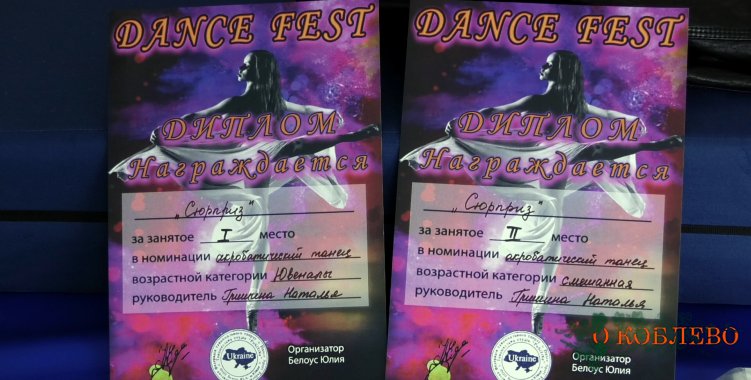 DANCE FEST
ДИПЛОМ
Награждается
„Сюрприз"
за занятое I место
в номинации акробатический танец
возрастной категории Ювеналы
руководитель Гришина Наталья
Ukraine
Организатор
Белоус Юлия
DANCE FEST
ДИПЛОМ
Награждается
„Сюрприз"
за занятое II место
в номинации акробатический танец
возрастной категории смешанная
руководитель Гришина Наталья
Ukraine
Организатор
Белоус Юлия
О КОБЛЕВО